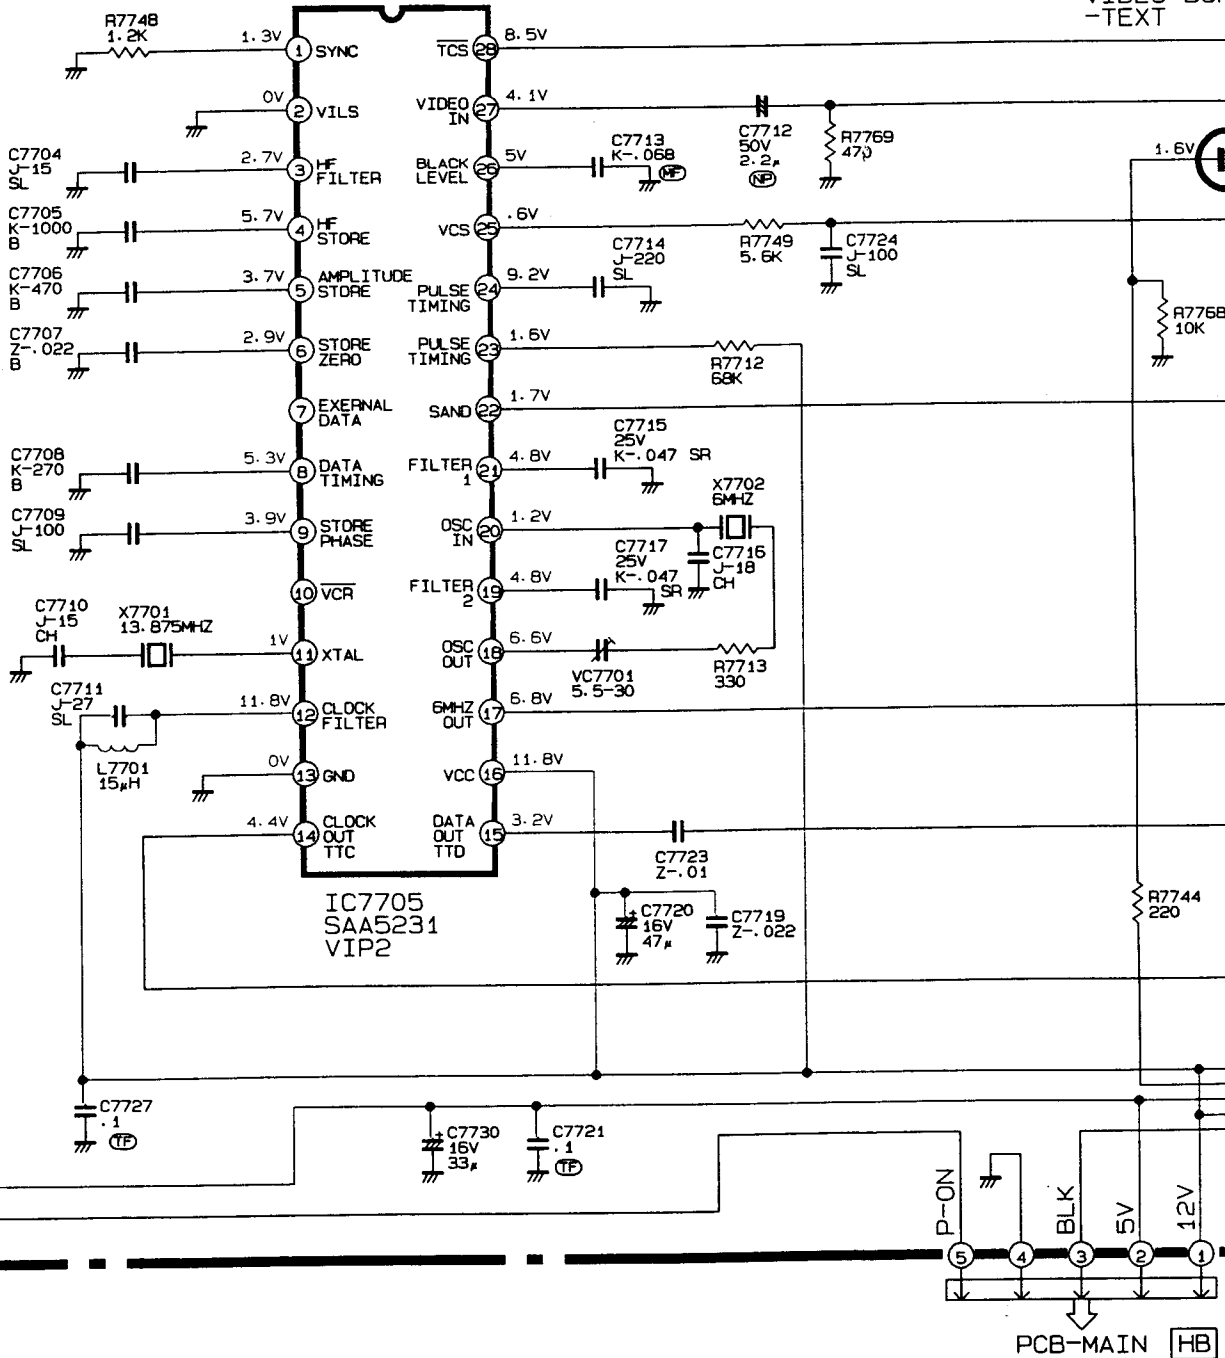 -TEXT
R7748
1.2K
1.3V
1
SYNC
TCS
28
8.5V
0V
2
VILS
VIDEO
IN
27
4.1V
C7712
50V
2.2µ
NP
R7769
470
C7704
J-15
SL
2.7V
3
HF
FILTER
BLACK
LEVEL
26
5V
C7713
K-.068
MF
1.6V
C7705
K-1000
B
5.7V
4
HF
STORE
VCS
25
.6V
R7749
5.6K
C7724
J-100
SL
C7706
K-470
B
3.7V
5
AMPLITUDE
STORE
PULSE
TIMING
24
9.2V
C7714
J-220
SL
R7768
10K
C7707
Z-.022
B
2.9V
6
STORE
ZERO
PULSE
TIMING
23
1.6V
R7712
68K
7
EXERNAL
DATA
SAND
22
1.7V
C7708
K-270
B
5.3V
8
DATA
TIMING
FILTER
1
21
4.8V
C7715
25V
K-.047 SR
C7709
J-100
SL
3.9V
9
STORE
PHASE
OSC
IN
20
1.2V
X7702
6MHZ
C7716
J-18
CH
10
VCR
FILTER
2
19
4.8V
C7717
25V
K-.047
SR
C7710
J-15
CH
X7701
13.875MHZ
1V
11
XTAL
OSC
OUT
18
6.6V
VC7701
5.5-30
R7713
330
C7711
J-27
SL
L7701
15µH
11.8V
12
CLOCK
FILTER
6MHZ
OUT
17
6.8V
0V
13
GND
VCC
16
11.8V
4.4V
14
CLOCK
OUT
TTC
DATA
OUT
TTD
15
3.2V
C7723
Z-.01
IC7705
SAA5231
VIP2
C7720
16V
47µ
C7719
Z-.022
R7744
220
C7727
.1
TF
C7730
16V
33µ
C7721
.1
TF
P-ON
BLK
5V
12V
5
4
3
2
1
PCB-MAIN HB